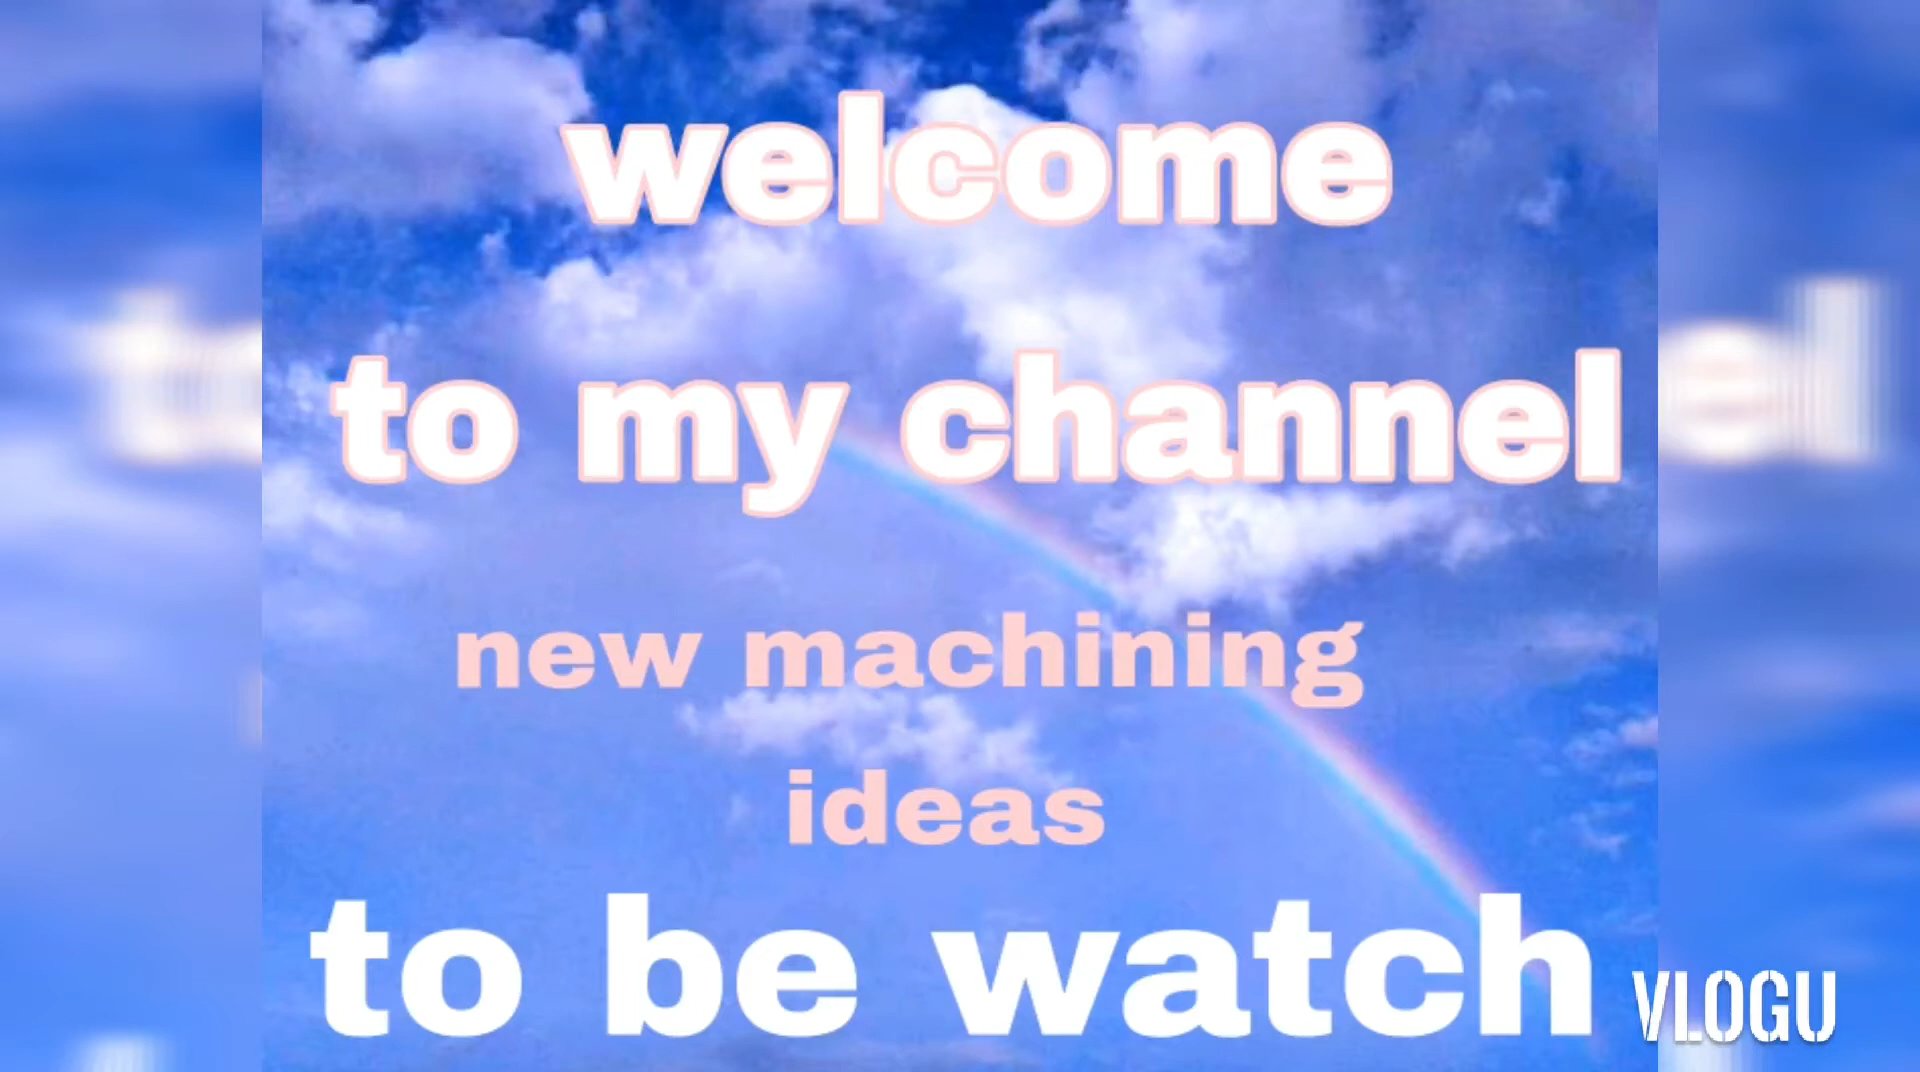 welcome
to my channel
new machining
ideas
to be watch
VLOGU